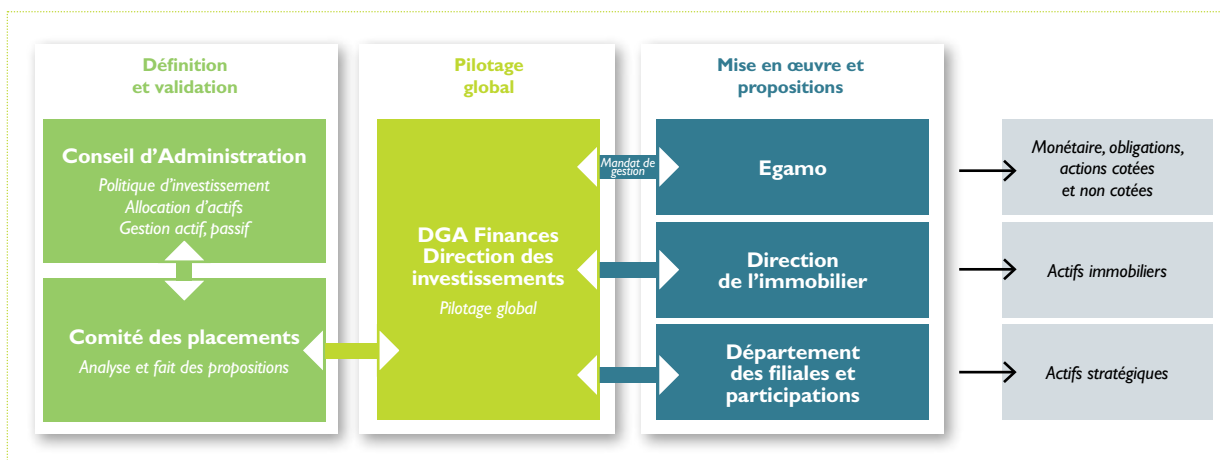 Définition
et validation
Conseil d’Administration
Politique d’investissement
Allocation d’actifs
Gestion actif, passif
Comité des placements
Analyse et fait des propositions
Pilotage
global
DGA Finances
Direction des
investissements
Pilotage global
Mise en œuvre et
propositions
Mandat de
gestion
Egamo
Direction
de l’immobilier
Département
des filiales et
participations
Monétaire, obligations,
actions cotées
et non cotées
Actifs immobiliers
Actifs stratégiques